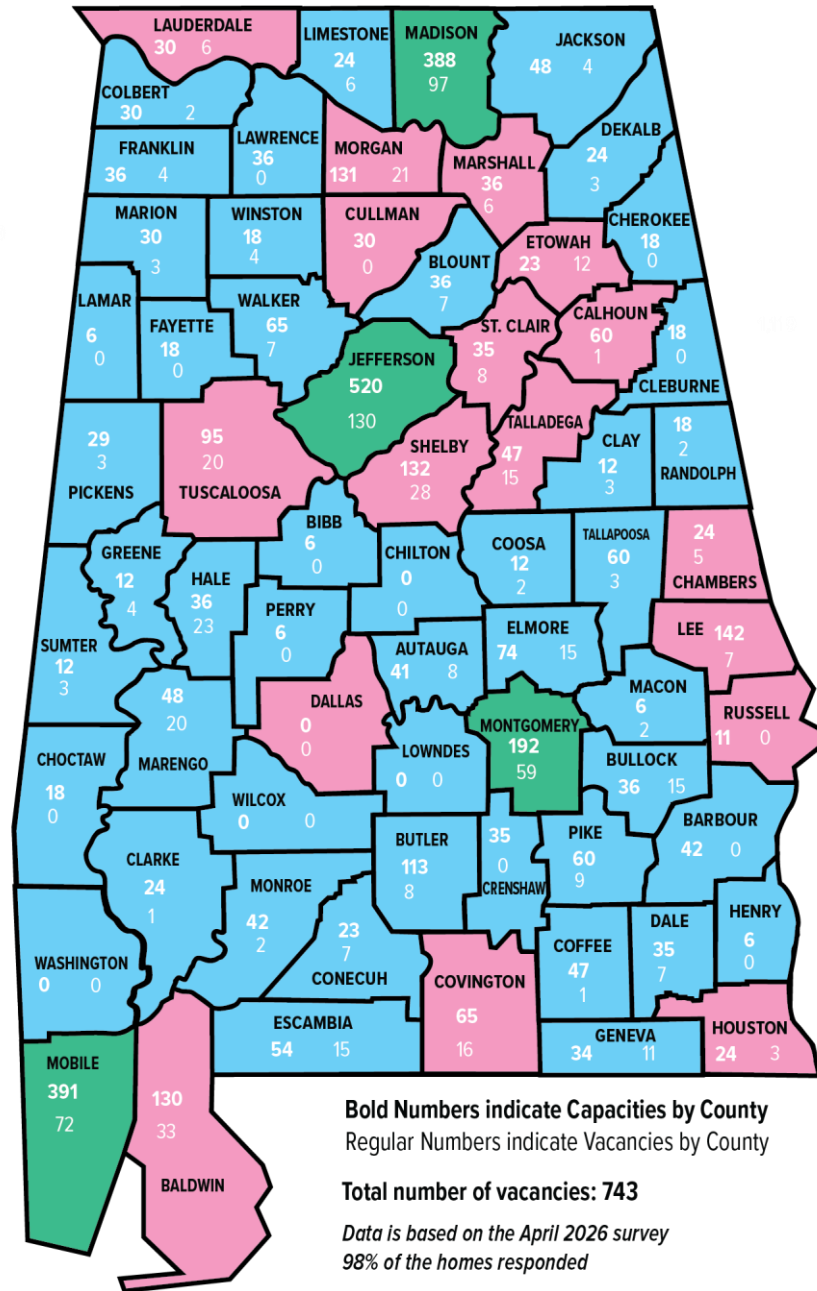 LAUDERDALE
30 6
LIMESTONE
24
6
MADISON
388
97
JACKSON
48 4
COLBERT
30 2
DEKALB
24
3
FRANKLIN
36 4
LAWRENCE
36
0
MORGAN
131 21
MARSHALL
36
6
CHEROKEE
18
0
MARION
30
3
WINSTON
18
4
CULLMAN
30
0
BLOUNT
36
7
ETOWAH
23 12
LAMAR
6
0
FAYETTE
18
0
WALKER
65
7
JEFFERSON
520
130
ST. CLAIR
35
8
CALHOUN
60
1
18
0
CLEBURNE
29
3
PICKENS
95
20
TUSCALOOSA
SHELBY
132
28
TALLADEGA
47
15
CLAY
12
3
18
2
RANDOLPH
GREENE
12
4
HALE
36
23
BIBB
6
0
CHILTON
0
0
COOSA
12
2
TALLAPOOSA
60
3
24
5
CHAMBERS
SUMTER
12
3
PERRY
6
0
AUTAUGA
41 8
ELMORE
74 15
LEE 142
7
48
20
MARENGO
DALLAS
0
0
LOWNDES
0 0
MONTGOMERY
192
59
MACON
6
2
RUSSELL
11 0
CHOCTAW
18
0
WILCOX
0 0
BULLOCK
36 15
CLARKE
24
1
MONROE
42
2
BUTLER
113
8
35
0
CRENSHAW
PIKE
60
9
BARBOUR
42 0
WASHINGTON
0 0
23
7
CONECUH
COVINGTON
65
16
COFFEE
47
1
DALE
35
7
HENRY
6
0
ESCAMBIA
54 15
GENEVA
34 11
HOUSTON
24 3
MOBILE
391
72
130
33
BALDWIN
Bold Numbers indicate Capacities by County
Regular Numbers indicate Vacancies by County
Total number of vacancies: 743
Data is based on the April 2026 survey
98% of the homes responded